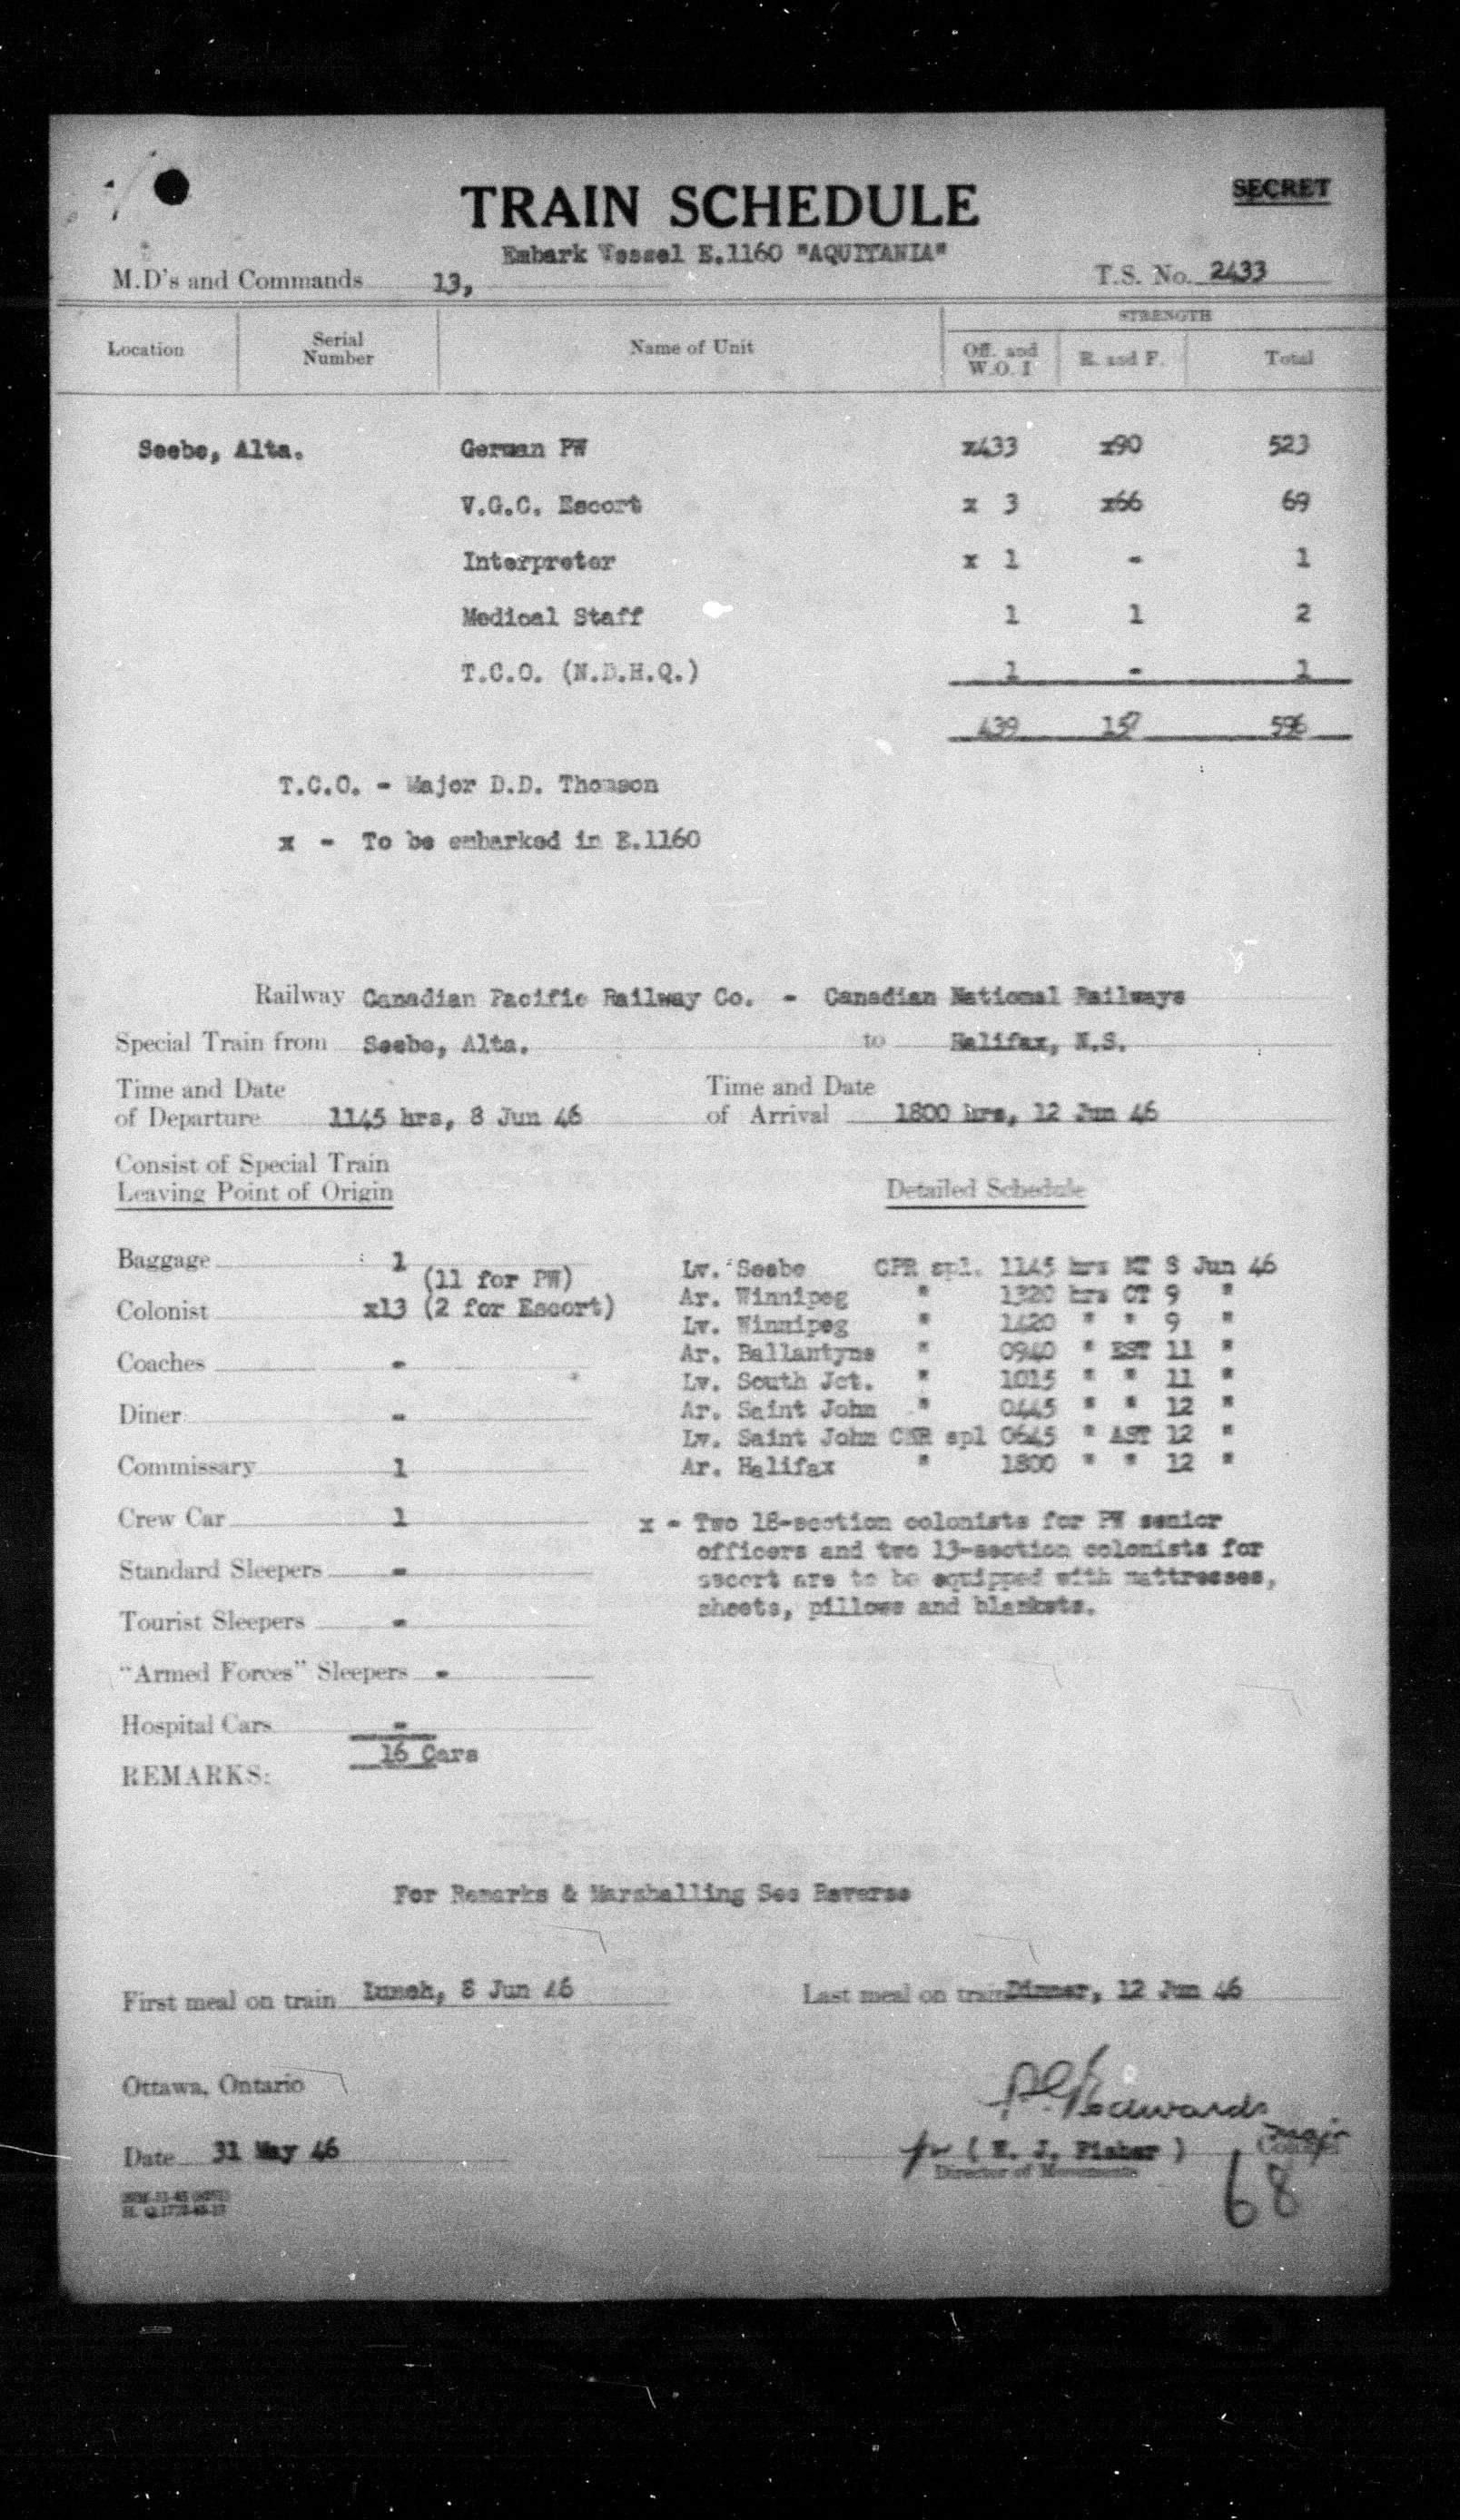 TRAIN SCHEDULE
SECRET
Embark Vessel E.1160 "AQUITANIA"
M.D's and Commands 13,
T.S. No. 2433
Location Serial Number Name of Unit STRENGTH
Off. and W.O. I R. and F. Total
Seebe, Alta. German PW x433 x90 523
V.G.C. Escort x 3 x66 69
Interpreter x 1 - 1
Medical Staff 1 1 2
T.C.O. (N.D.H.Q.) 1 - 1
439 157 596
T.C.O. - Major D.D. Thomson
x - To be embarked in E.1160
Railway Canadian Pacific Railway Co. - Canadian National Railways
Special Train from Seebe, Alta. to Halifax, N.S.
Time and Date of Departure 1145 hrs, 8 Jun 46
Time and Date of Arrival 1800 hrs, 12 Jun 46
Consist of Special Train
Leaving Point of Origin
Baggage 1
(11 for PW)
Colonist x13 (2 for Escort)
Coaches -
Diner -
Commissary 1
Crew Car 1
Standard Sleepers -
Tourist Sleepers -
"Armed Forces" Sleepers -
Hospital Cars -
16 Cars
REMARKS:
Detailed Schedule
Lv. Seebe CPR spl. 1145 hrs MT 8 Jun 46
Ar. Winnipeg " 1320 hrs CT 9 "
Lv. Winnipeg " 1420 " " 9 "
Ar. Ballantyne " 0940 " EST 11 "
Lv. South Jct. " 1015 " " 11 "
Ar. Saint John " 0445 " " 12 "
Lv. Saint John CNR spl 0645 " AST 12 "
Ar. Halifax " 1800 " " 12 "
x - Two 18-section colonists for PW senior
officers and two 13-section colonists for
escort are to be equipped with mattresses,
sheets, pillows and blankets.
For Remarks & Marshalling See Reverse
First meal on train Lunch, 8 Jun 46
Last meal on train Dinner, 12 Jun 46
Ottawa, Ontario
Edwards
Major
Date 31 May 46
for ( E. J. Fisher ) Colonel
Director of Movements
68